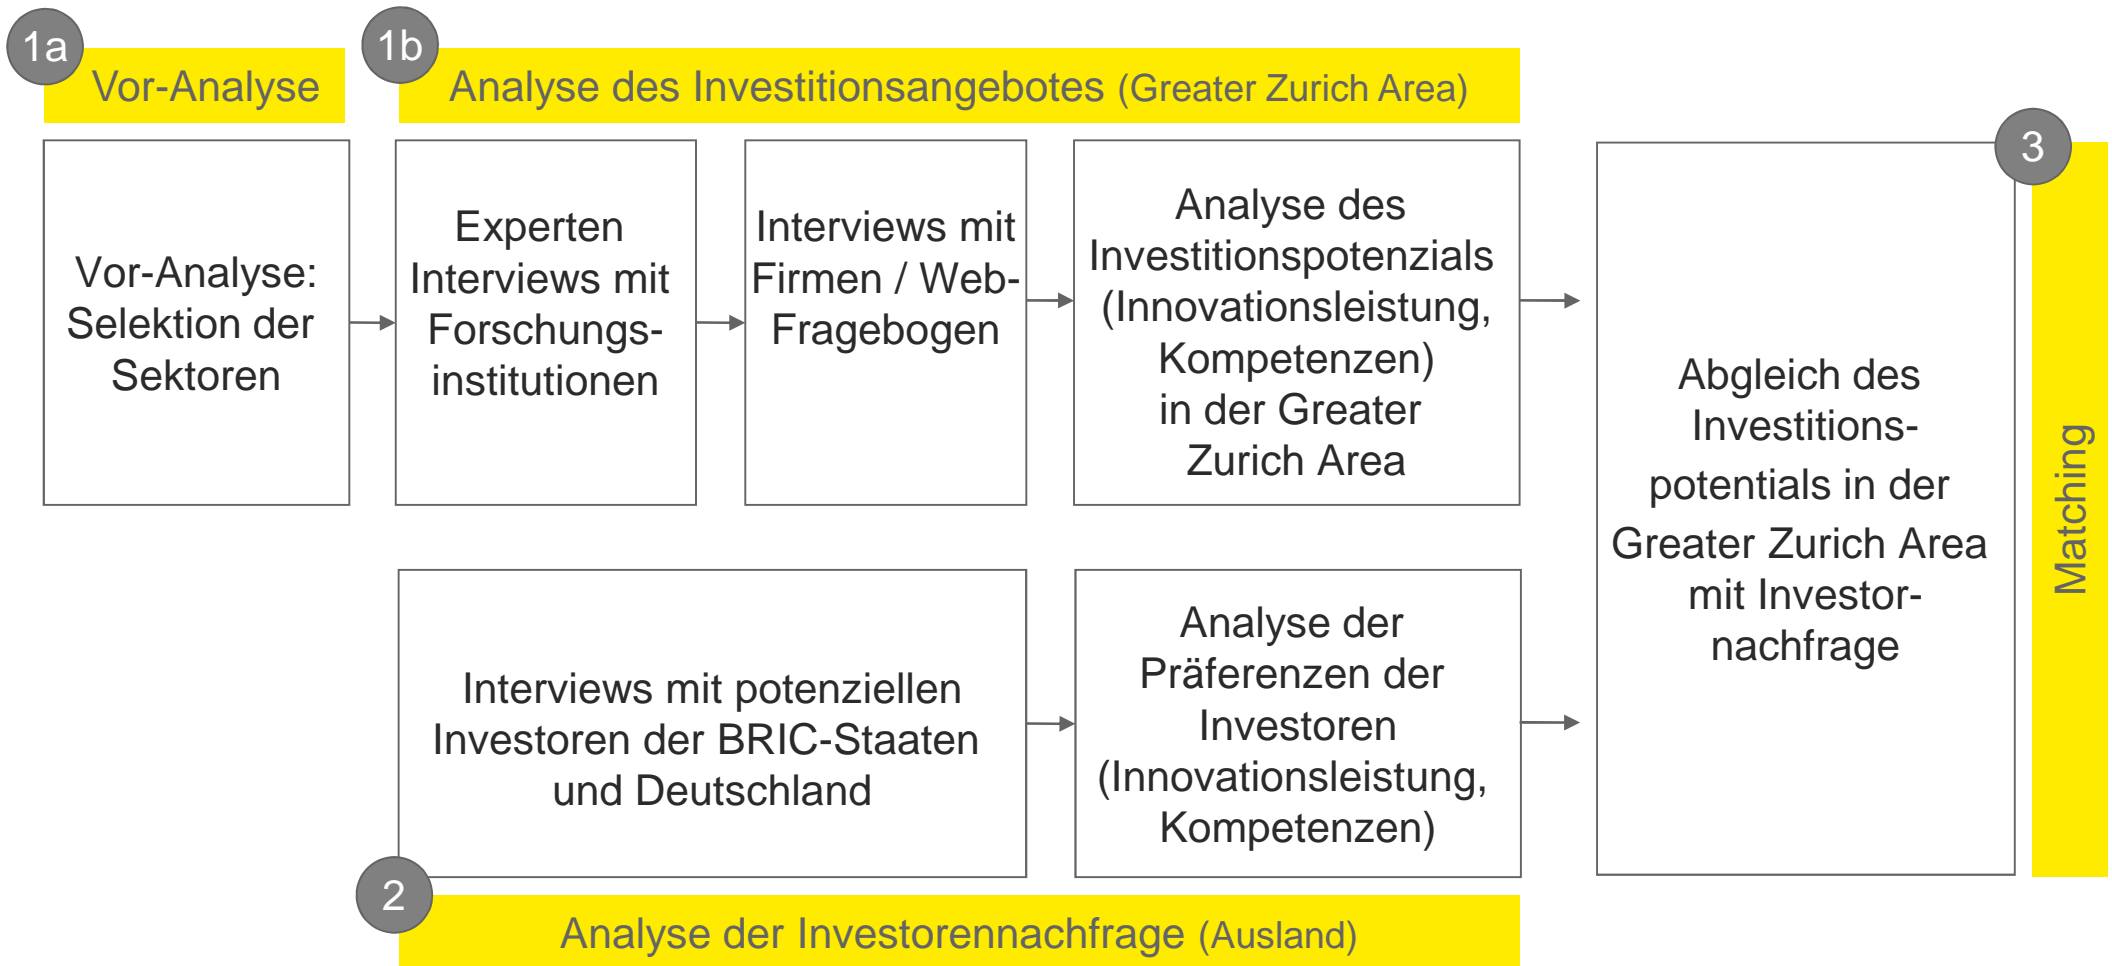 1a
Vor-Analyse
1b
Analyse des Investitionsangebotes (Greater Zurich Area)
Vor-Analyse:
Selektion der
Sektoren
Experten
Interviews mit
Forschungs-
institutionen
Interviews mit
Firmen / Web-
Fragebogen
Analyse des
Investitionspotenzials
(Innovationsleistung,
Kompetenzen)
in der Greater
Zurich Area
3
Matching
Abgleich des
Investitions-
potentials in der
Greater Zurich Area
mit Investor-
nachfrage
Interviews mit potenziellen
Investoren der BRIC-Staaten
und Deutschland
Analyse der
Präferenzen der
Investoren
(Innovationsleistung,
Kompetenzen)
2
Analyse der Investorennachfrage (Ausland)